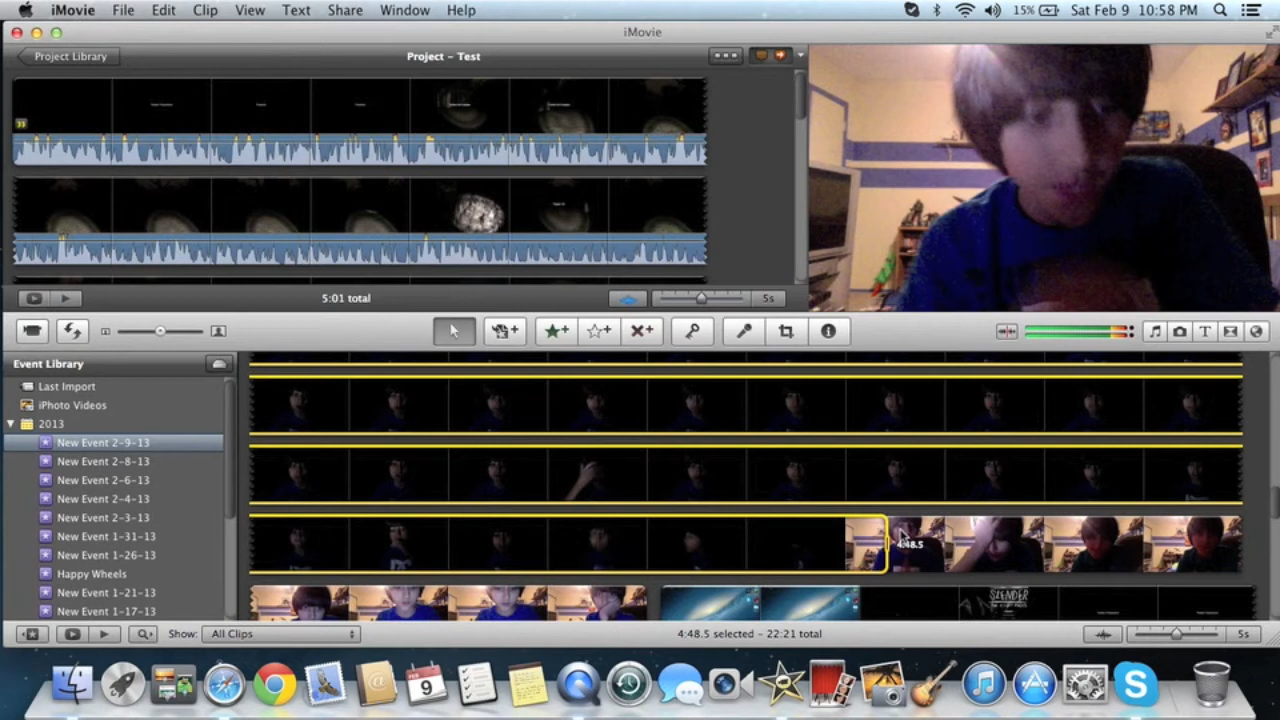 iMovie File Edit Clip View Text Share Window Help 15% Sat Feb 9 10:58 PM
iMovie
Project Library Project - Test
5:01 total 5s
Event Library
Last Import
iPhoto Videos
2013
New Event 2-9-13
New Event 2-8-13
New Event 2-6-13
New Event 2-4-13
New Event 2-3-13
New Event 1-31-13
New Event 1-26-13
Happy Wheels
New Event 1-21-13
New Event 1-17-13
4:48.5
SLENDER
Show: All Clips 4:48.5 selected - 22:21 total 5s
FEB
9